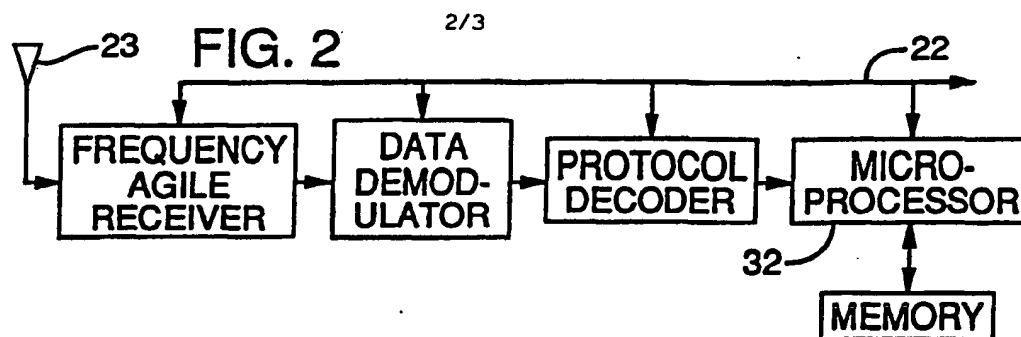 2/3
23
FIG. 2
22
FREQUENCY
AGILE
RECEIVER
DATA
DEMOD-
ULATOR
PROTOCOL
DECODER
MICRO-
PROCESSOR
32
MEMORY